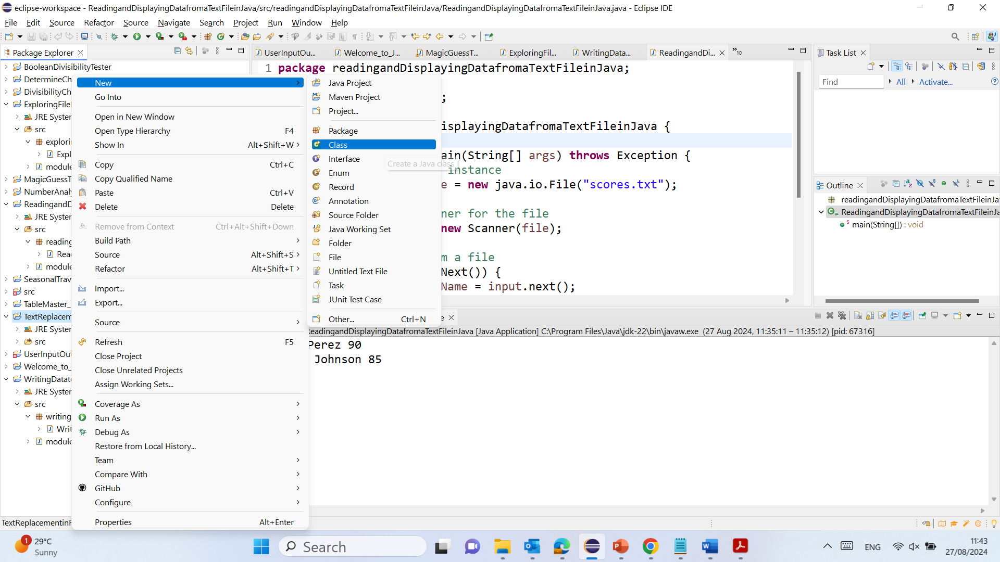 eclipse-workspace - ReadingandDisplayingDatafromaTextFileinJava/src/readingandDisplayingDatafromaTextFileinJava/ReadingandDisplayingDatafromaTextFileinJava.java - Eclipse IDE
File Edit Source Refactor Source Navigate Search Project Run Window Help
Package Explorer
BooleanDivisibilityTester
DetermineCh
DivisibilityCh
ExploringFile
JRE System
src
explorin
Expl
module
MagicGuessT
NumberAnaly
ReadingandD
JRE System
src
reading
Rea
module
SeasonalTrav
src
TableMaster_
TextReplacem
JRE System
src
UserInputOut
Welcome_to_
WritingDatato
JRE System
src
writing
Writ
module
New
Go Into
Open in New Window
Open Type Hierarchy F4
Show In Alt+Shift+W
Copy Ctrl+C
Copy Qualified Name
Paste Ctrl+V
Delete Delete
Remove from Context Ctrl+Alt+Shift+Down
Build Path
Source Alt+Shift+S
Refactor Alt+Shift+T
Import...
Export...
Source
Refresh F5
Close Project
Close Unrelated Projects
Assign Working Sets...
Coverage As
Run As
Debug As
Restore from Local History...
Team
Compare With
GitHub
Configure
Properties Alt+Enter
Java Project
Maven Project
Project...
Package
Class
Interface
Enum
Record
Annotation
Source Folder
Java Working Set
Folder
File
Untitled Text File
Task
JUnit Test Case
Other... Ctrl+N
Create a Java class
UserInputOu... Welcome_to_J... MagicGuessT... ExploringFil... WritingData... ReadingandDi... »10
1 package readingandDisplayingDatafromaTextFileinJava;
;
isplayingDatafromaTextFileinJava {
ain(String[] args) throws Exception {
instance
e = new java.io.File("scores.txt");
ner for the file
new Scanner(file);
m a file
Next()) {
Name = input.next();
e
ReadingandDisplayingDatafromaTextFileinJava [Java Application] C:\Program Files\Java\jdk-22\bin\javaw.exe (27 Aug 2024, 11:35:11 – 11:35:12) [pid: 67316]
Perez 90
Johnson 85
Task List
Find All Activate...
Outline
readingandDisplayingDatafromaTextFileinJa
ReadingandDisplayingDatafromaTextFileinJa
main(String[]) : void
TextReplacementinF
1 29°C
Sunny
Search
ENG
11:43
27/08/2024